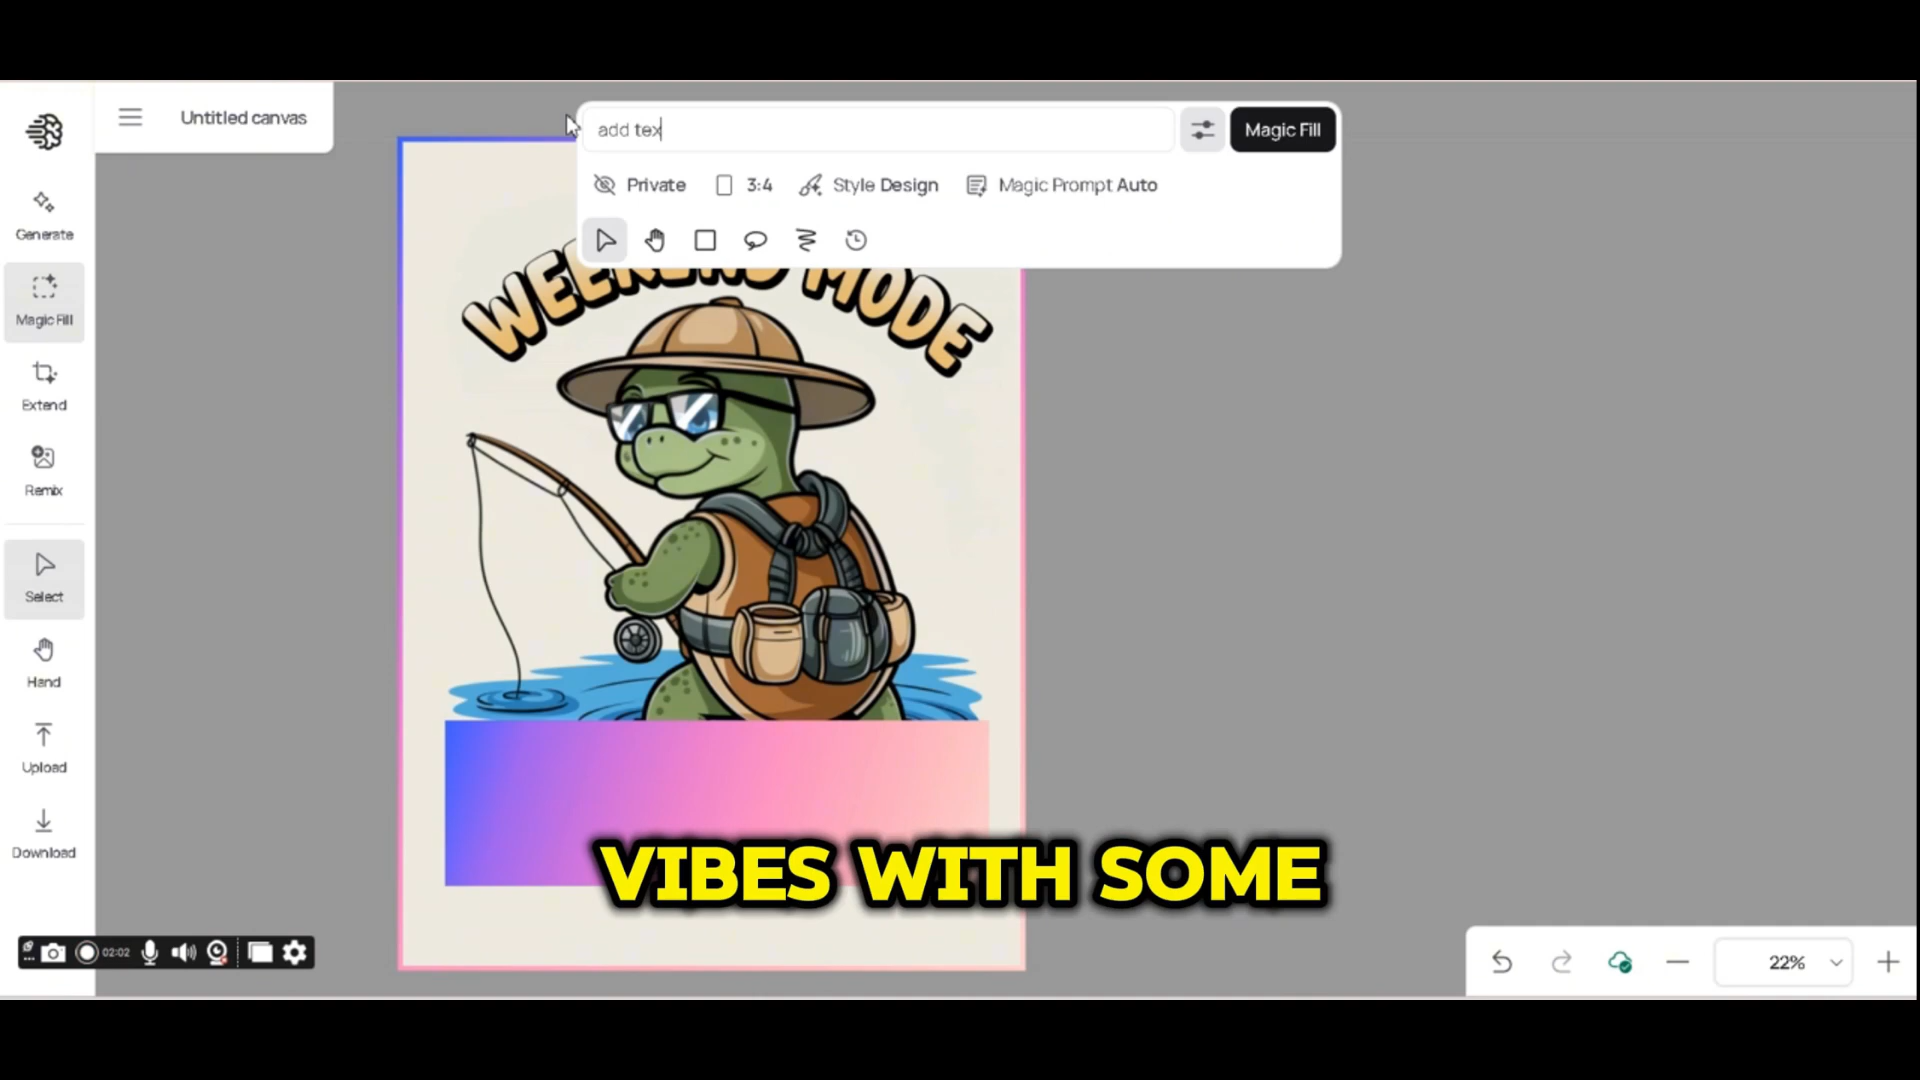 Untitled canvas
add tex
Magic Fill
Private
3:4
Style Design
Magic Prompt Auto
Generate
Magic Fill
Extend
Remix
Select
Hand
Upload
Download
WEEKEND MODE
VIBES WITH SOME
02:02
22%